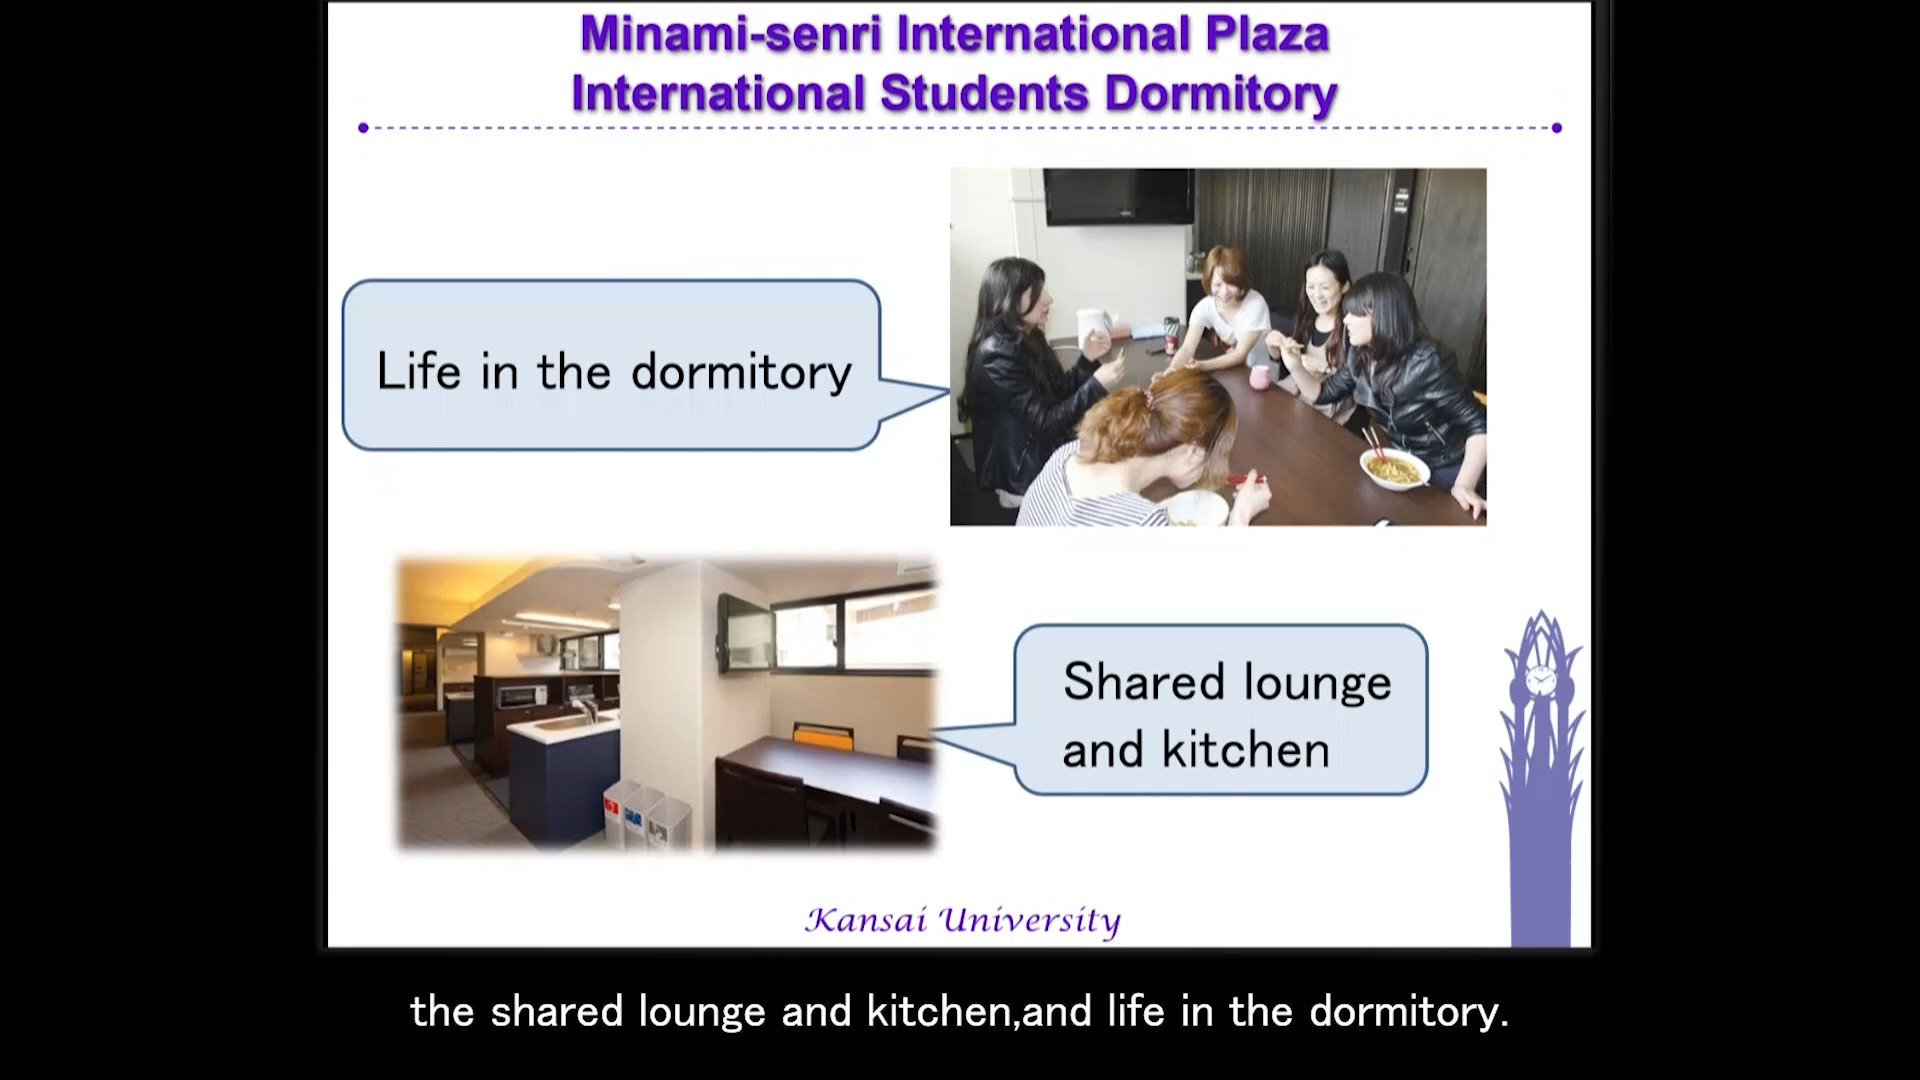 Minami-senri International Plaza
International Students Dormitory
Life in the dormitory
Shared lounge
and kitchen
Kansai University
the shared lounge and kitchen,and life in the dormitory.